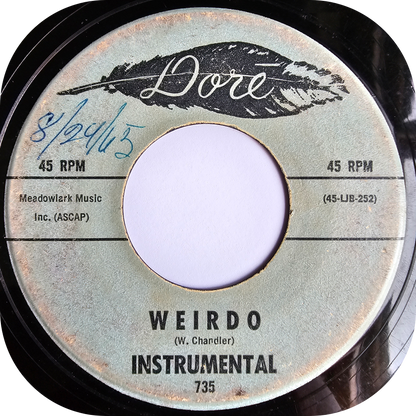 Doré
8/24/65
45 RPM
45 RPM
Meadowlark Music
Inc. (ASCAP)
(45-LJB-252)
WEIRDO
(W. Chandler)
INSTRUMENTAL
735